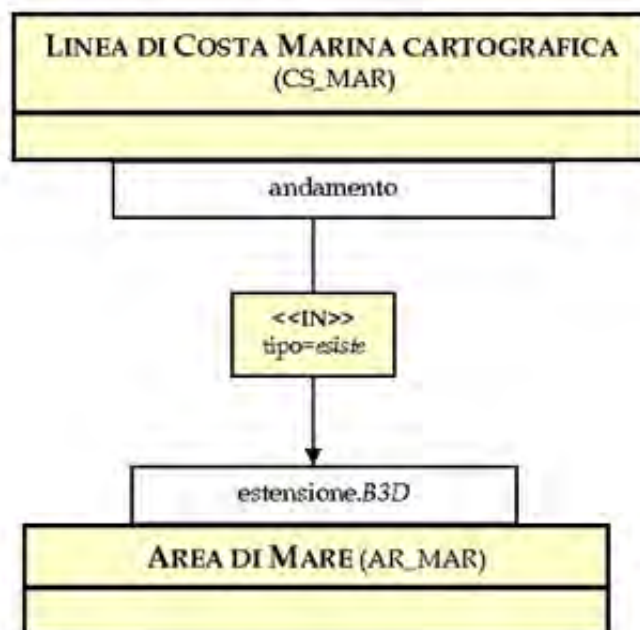 LINEA DI COSTA MARINA CARTOGRAFICA
(CS_MAR)
andamento
<<IN>>
tipo=esiste
estensione.B3D
AREA DI MARE (AR_MAR)